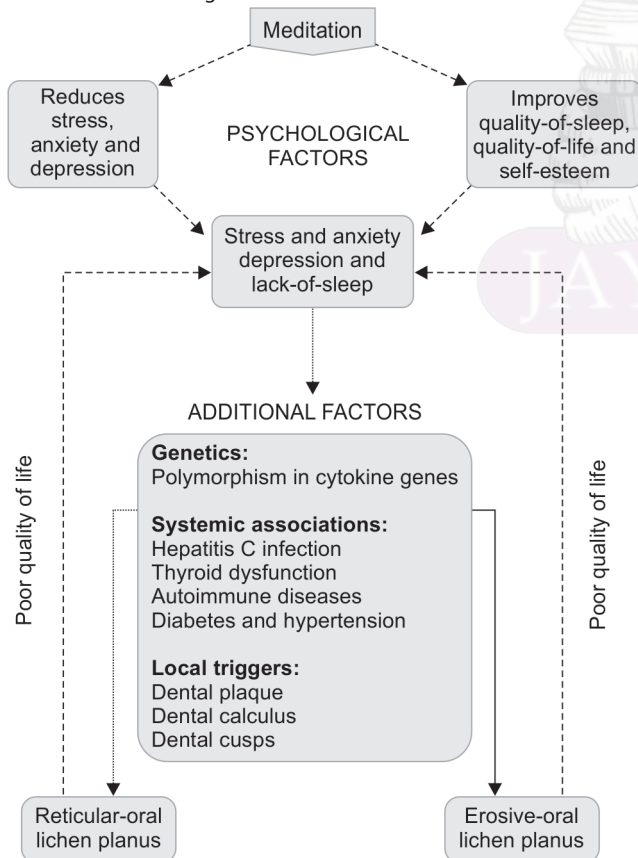 Meditation
Reduces
stress,
anxiety and
depression
PSYCHOLOGICAL
FACTORS
Improves
quality-of-sleep,
quality-of-life and
self-esteem
Stress and anxiety
depression and
lack-of-sleep
ADDITIONAL FACTORS
Genetics:
Polymorphism in cytokine genes
Systemic associations:
Hepatitis C infection
Thyroid dysfunction
Autoimmune diseases
Diabetes and hypertension
Local triggers:
Dental plaque
Dental calculus
Dental cusps
Poor quality of life
Poor quality of life
Reticular-oral
lichen planus
Erosive-oral
lichen planus